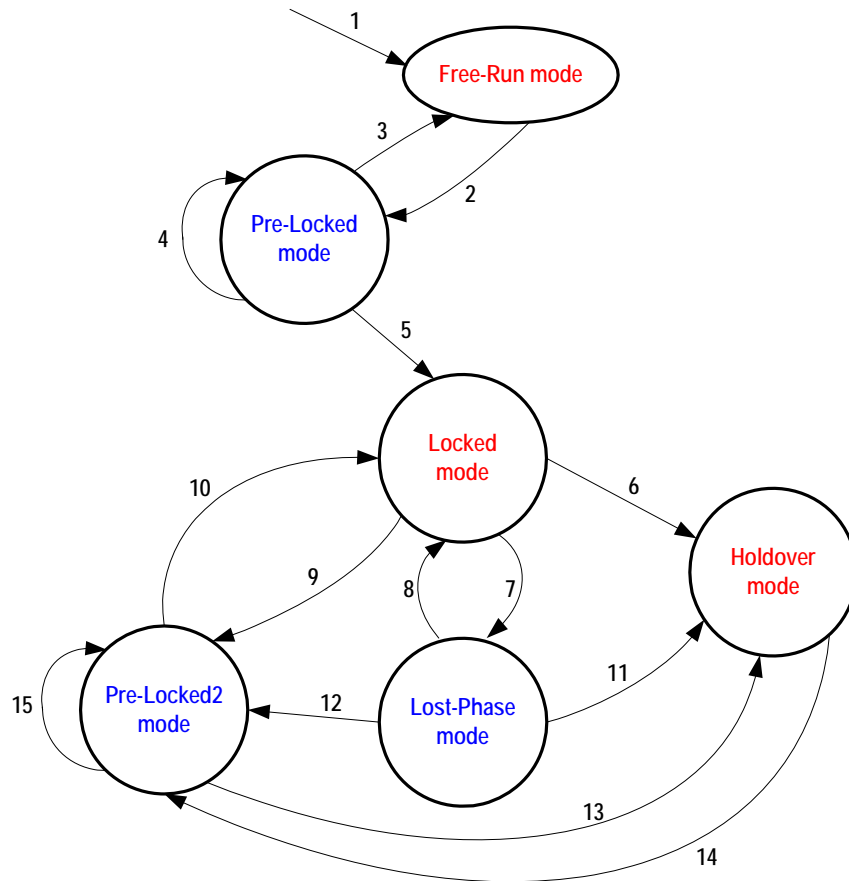 1
Free-Run mode
3
2
Pre-Locked
mode
4
5
Locked
mode
10
6
9
8
7
Holdover
mode
11
12
15
Pre-Locked2
mode
Lost-Phase
mode
13
14